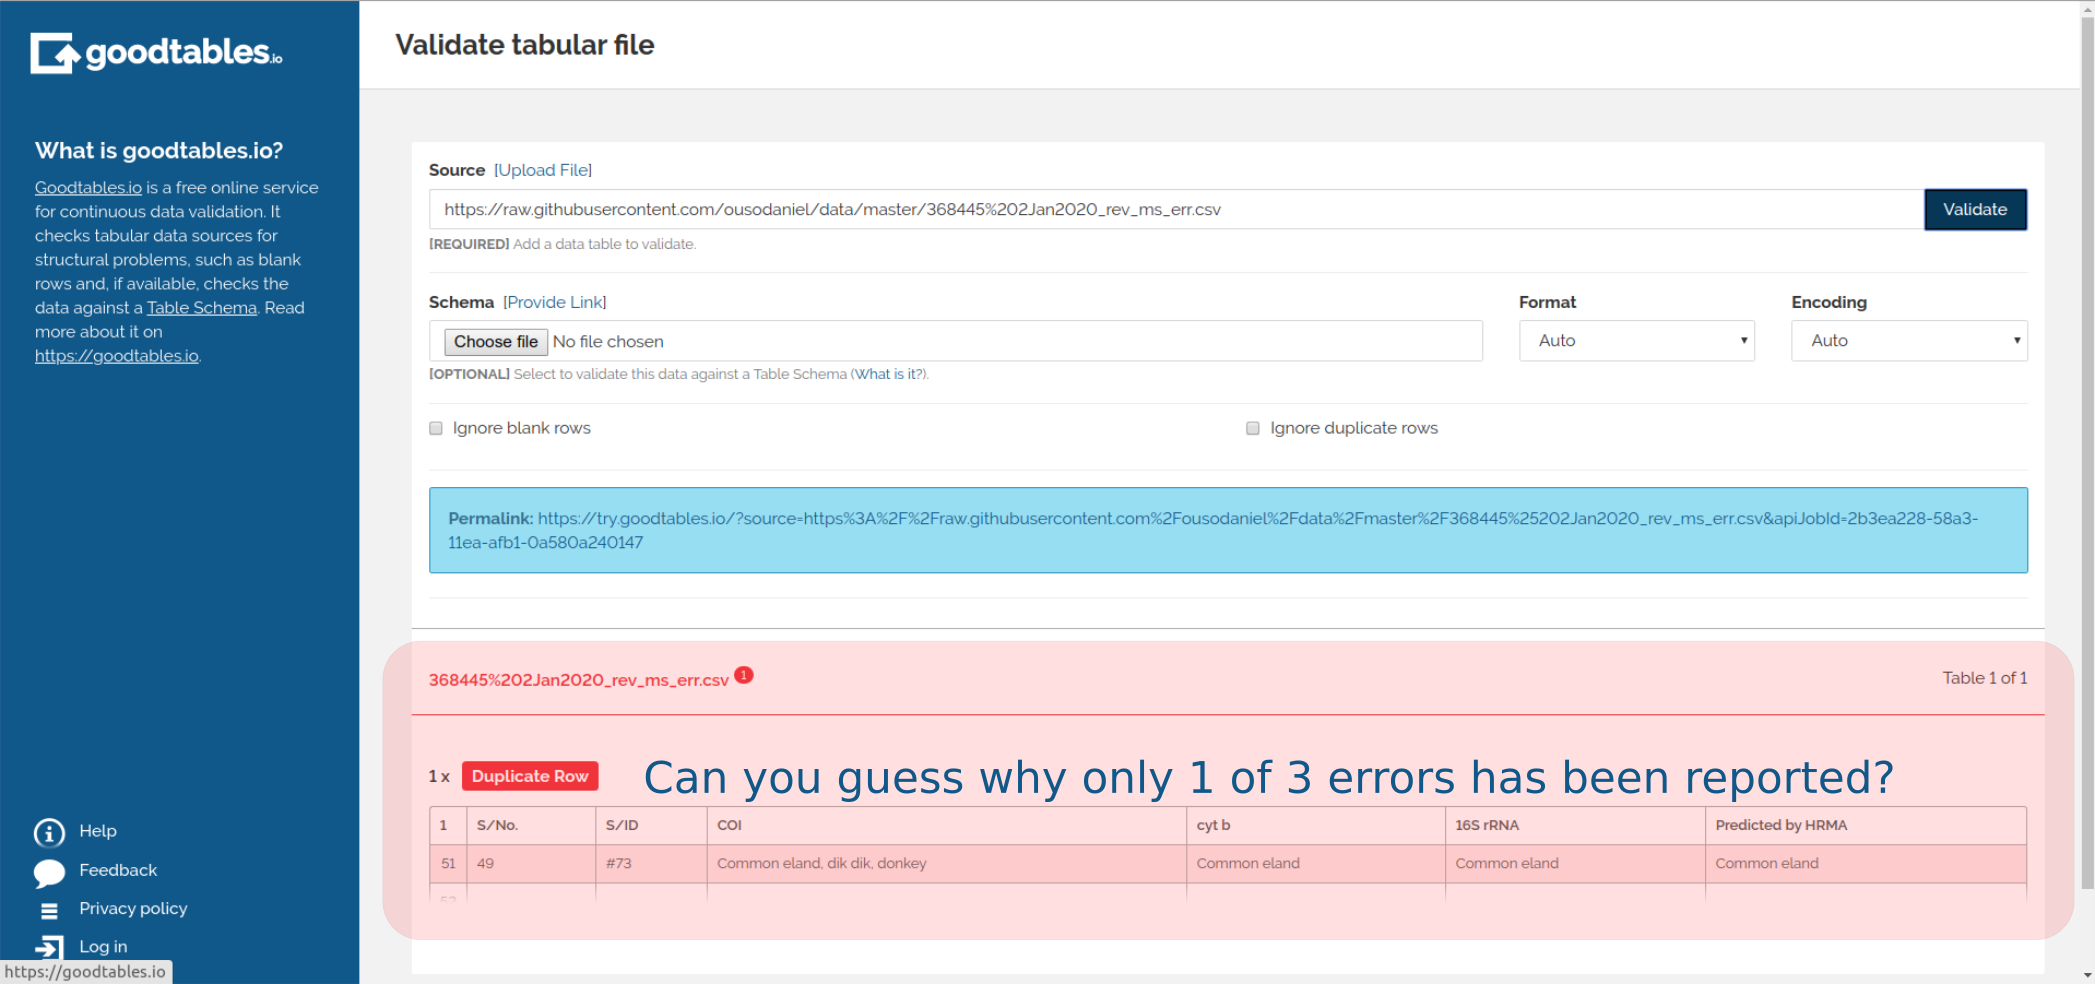 goodtables.io
Validate tabular file
What is goodtables.io?
Goodtables.io is a free online service
for continuous data validation. It
checks tabular data sources for
structural problems, such as blank
rows and, if available, checks the
data against a Table Schema. Read
more about it on
https://goodtables.io.
Source [Upload File]
https://raw.githubusercontent.com/ousodaniel/data/master/368445%202Jan2020_rev_ms_err.csv
Validate
[REQUIRED] Add a data table to validate.
Schema [Provide Link]
Format
Encoding
Choose file No file chosen
Auto
Auto
[OPTIONAL] Select to validate this data against a Table Schema (What is it?).
Ignore blank rows
Ignore duplicate rows
Permalink: https://try.goodtables.io/?source=https%3A%2F%2Fraw.githubusercontent.com%2Fousodaniel%2Fdata%2Fmaster%2F368445%25202Jan2020_rev_ms_err.csv&apiJobId=2b3ea228-58a3-
11ea-afb1-0a580a240147
368445%202Jan2020_rev_ms_err.csv 1
Table 1 of 1
1 x Duplicate Row
Can you guess why only 1 of 3 errors has been reported?
1 S/No. S/ID COI cyt b 16S rRNA Predicted by HRMA
51 49 #73 Common eland, dik dik, donkey Common eland Common eland Common eland
Help
Feedback
Privacy policy
Log in
https://goodtables.io